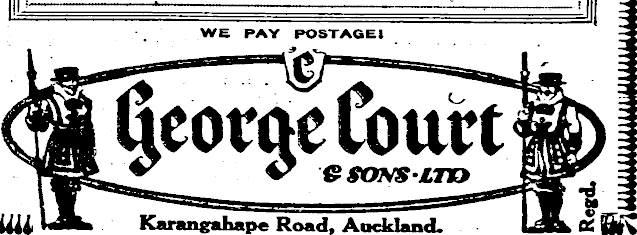 WE PAY POSTAGE!
C
George Court
& SONS · LTD
Karangahape Road, Auckland.
Regd.